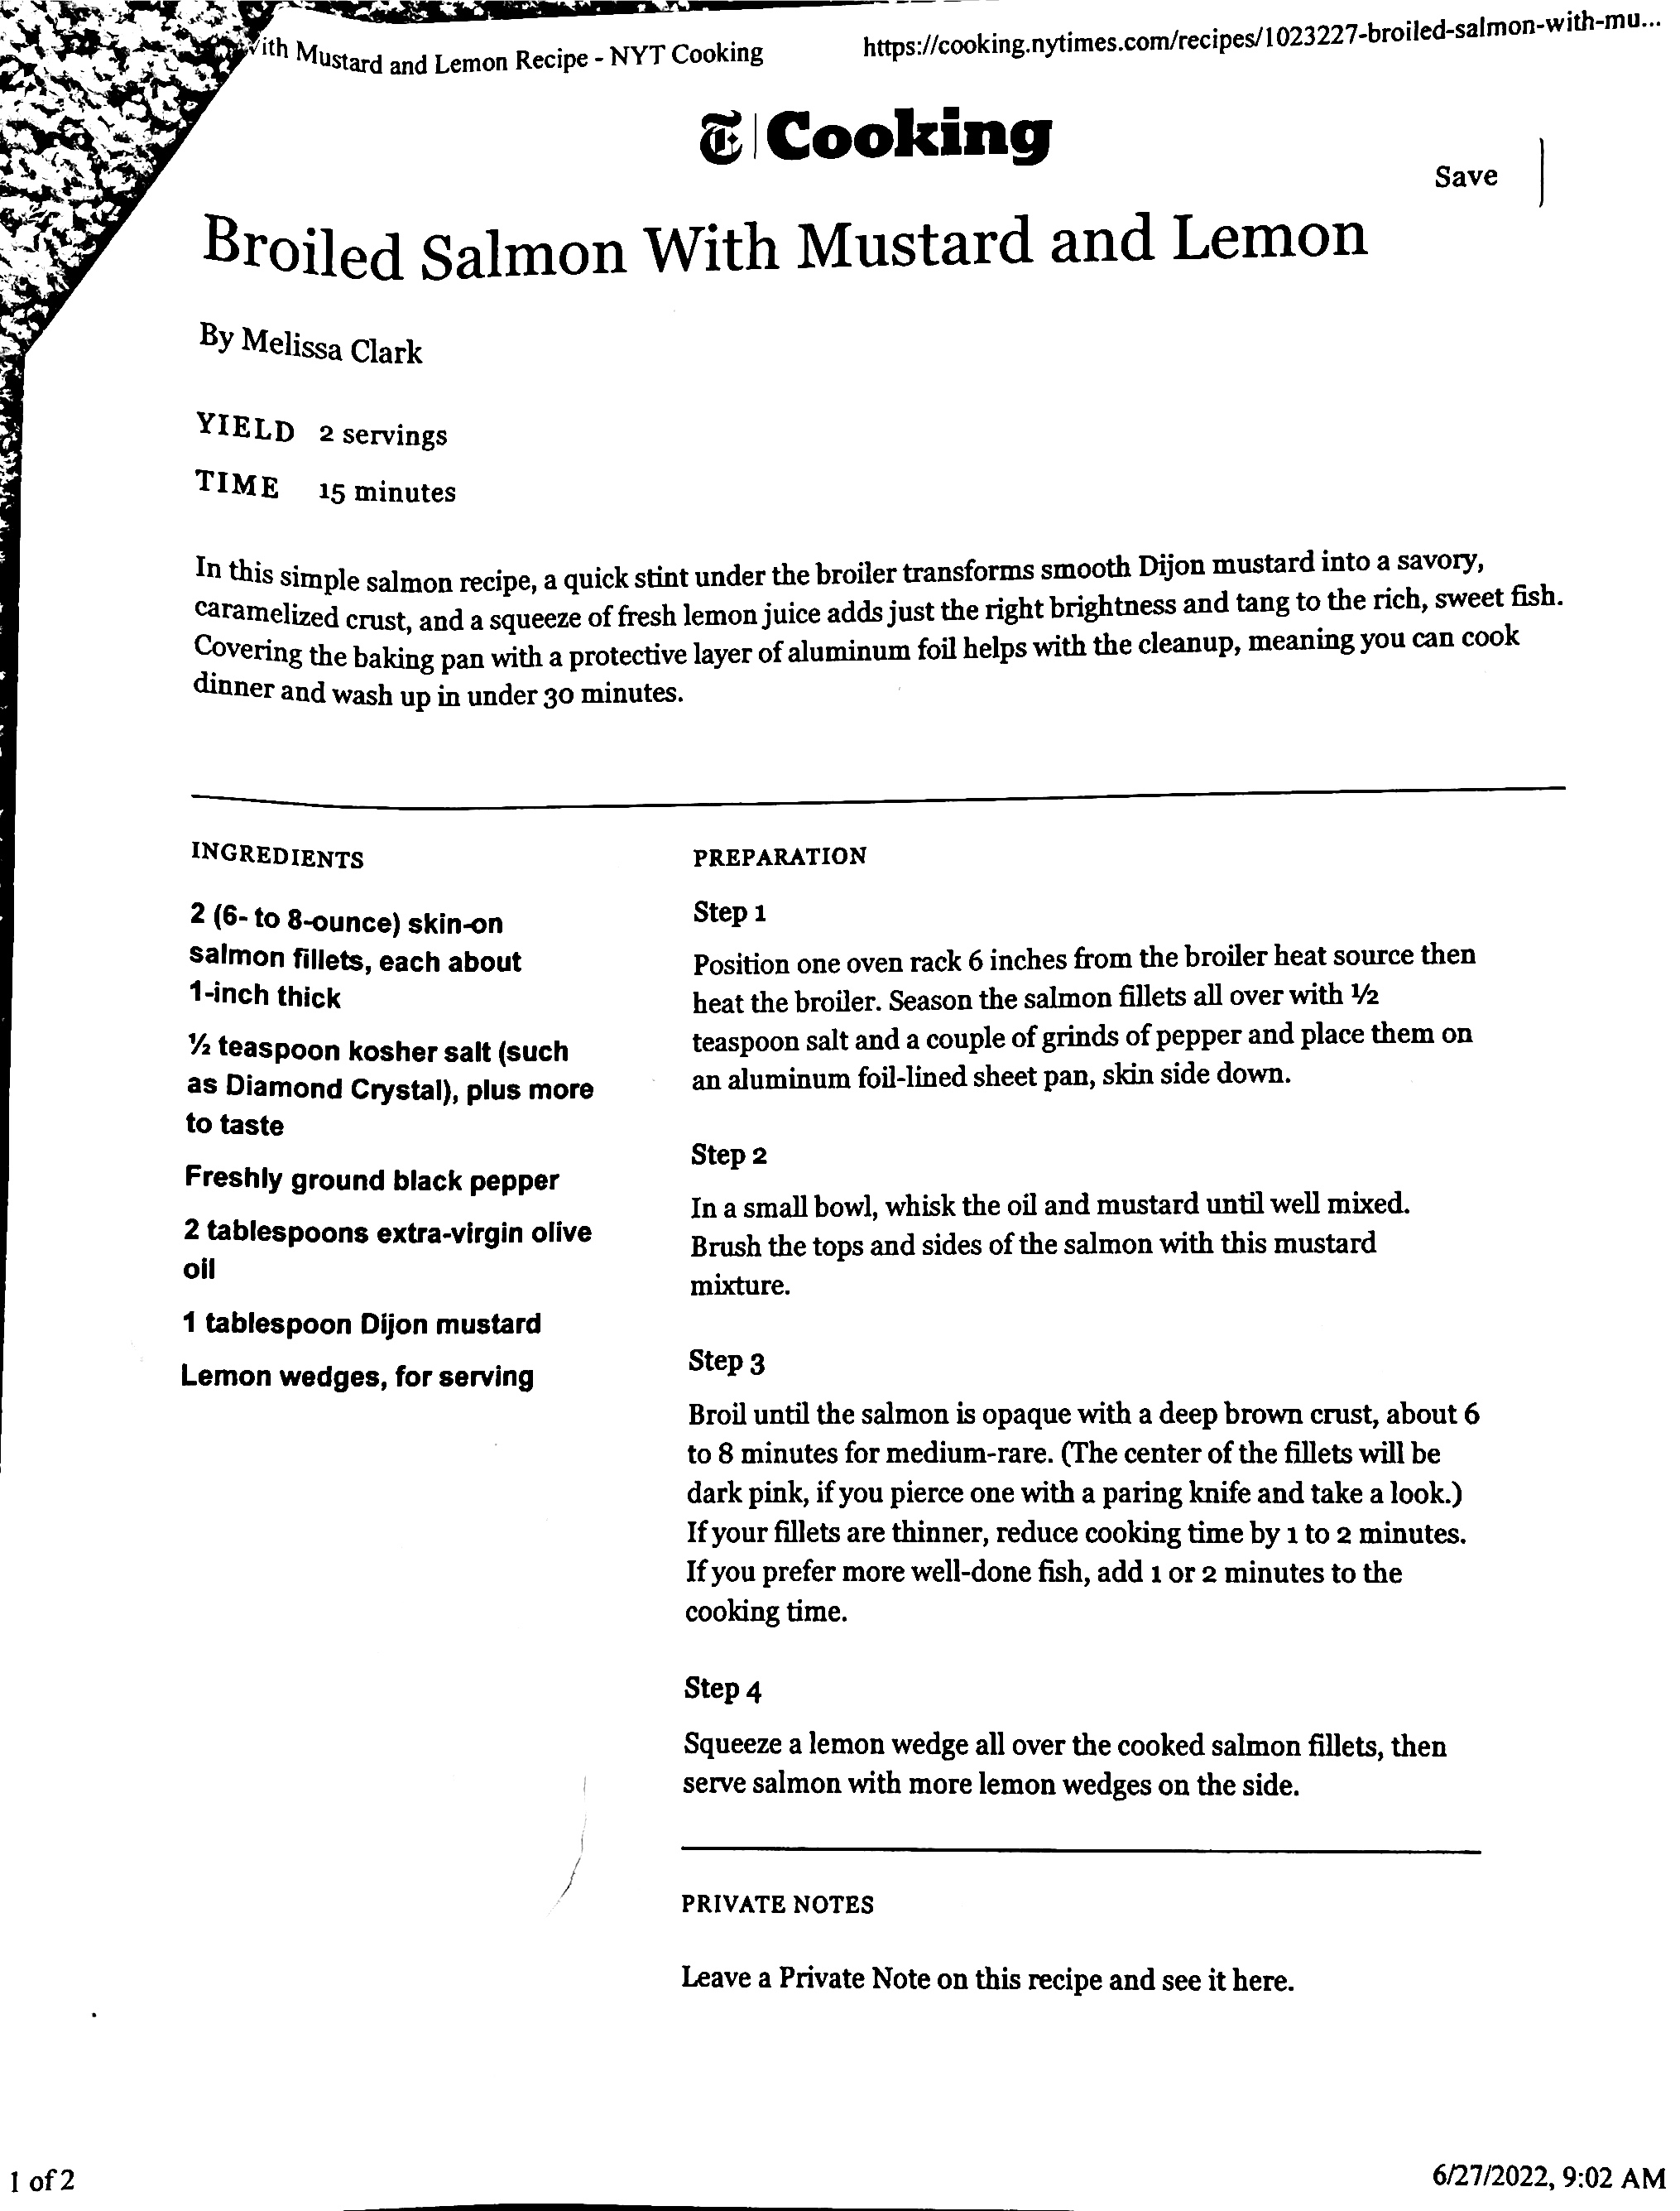 With Mustard and Lemon Recipe - NYT Cooking
https://cooking.nytimes.com/recipes/1023227-broiled-salmon-with-mu...
T | Cooking
Save
Broiled Salmon With Mustard and Lemon
By Melissa Clark
YIELD 2 servings
TIME 15 minutes
In this simple salmon recipe, a quick stint under the broiler transforms smooth Dijon mustard into a savory,
caramelized crust, and a squeeze of fresh lemon juice adds just the right brightness and tang to the rich, sweet fish.
Covering the baking pan with a protective layer of aluminum foil helps with the cleanup, meaning you can cook
dinner and wash up in under 30 minutes.
INGREDIENTS
2 (6- to 8-ounce) skin-on
salmon fillets, each about
1-inch thick
½ teaspoon kosher salt (such
as Diamond Crystal), plus more
to taste
Freshly ground black pepper
2 tablespoons extra-virgin olive
oil
1 tablespoon Dijon mustard
Lemon wedges, for serving
PREPARATION
Step 1
Position one oven rack 6 inches from the broiler heat source then
heat the broiler. Season the salmon fillets all over with ½
teaspoon salt and a couple of grinds of pepper and place them on
an aluminum foil-lined sheet pan, skin side down.
Step 2
In a small bowl, whisk the oil and mustard until well mixed.
Brush the tops and sides of the salmon with this mustard
mixture.
Step 3
Broil until the salmon is opaque with a deep brown crust, about 6
to 8 minutes for medium-rare. (The center of the fillets will be
dark pink, if you pierce one with a paring knife and take a look.)
If your fillets are thinner, reduce cooking time by 1 to 2 minutes.
If you prefer more well-done fish, add 1 or 2 minutes to the
cooking time.
Step 4
Squeeze a lemon wedge all over the cooked salmon fillets, then
serve salmon with more lemon wedges on the side.
PRIVATE NOTES
Leave a Private Note on this recipe and see it here.
1 of 2
6/27/2022, 9:02 AM